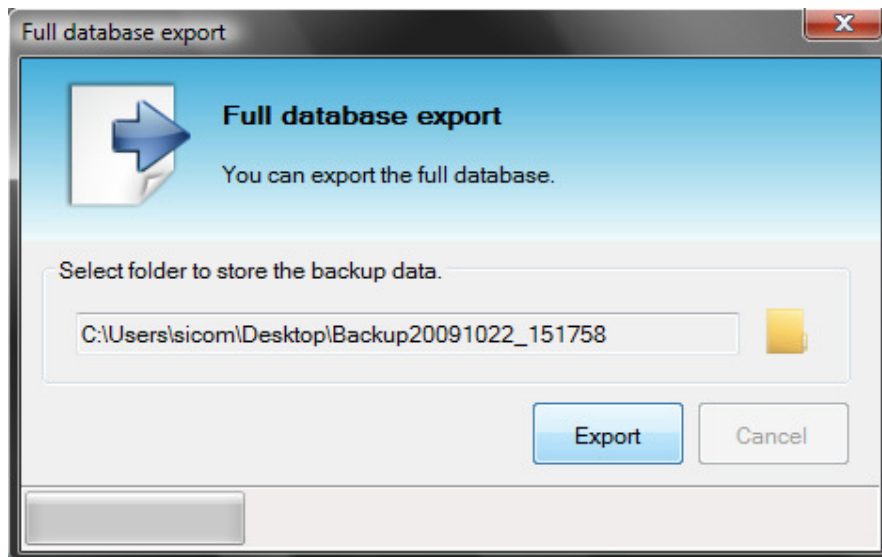 Full database export
Full database export
You can export the full database.
Select folder to store the backup data.
C:\Users\sicom\Desktop\Backup20091022_151758
Export
Cancel